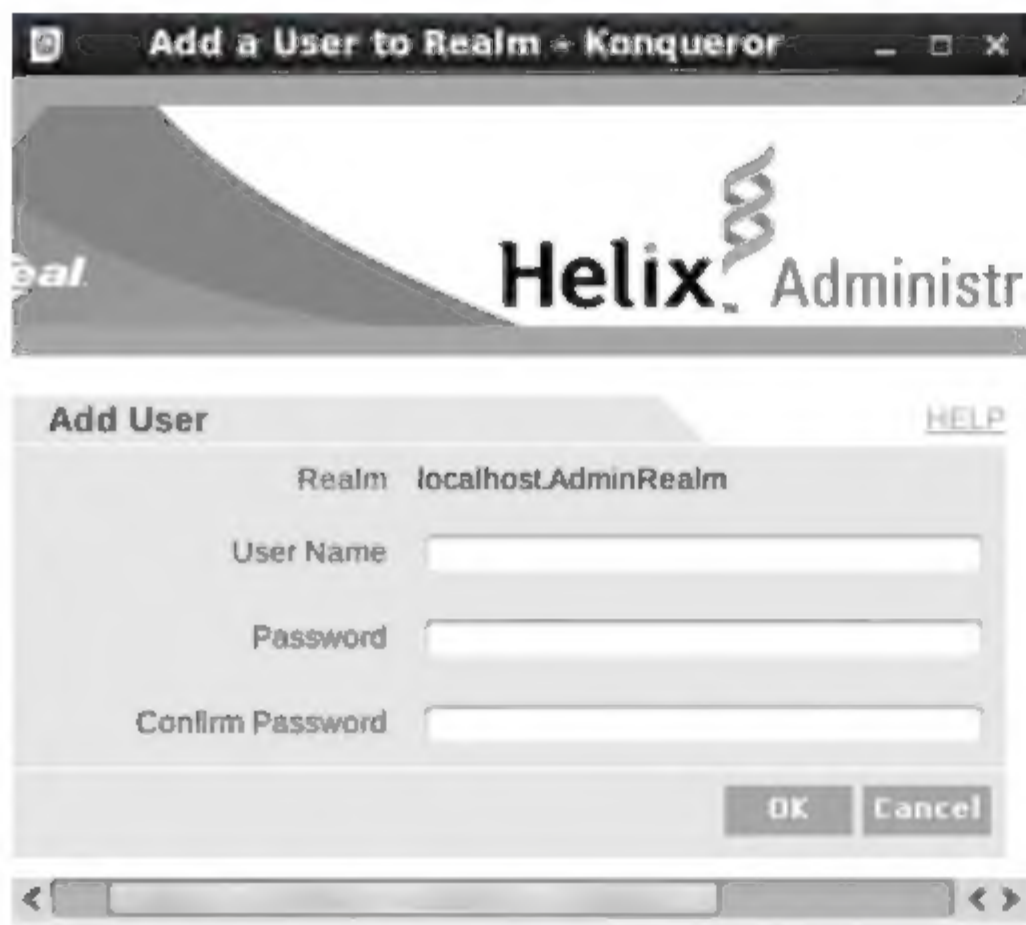 Add a User to Realm - Konqueror
eal
Helix™ Administr
Add User
HELP
Realm localhost.AdminRealm
User Name
Password
Confirm Password
OK Cancel